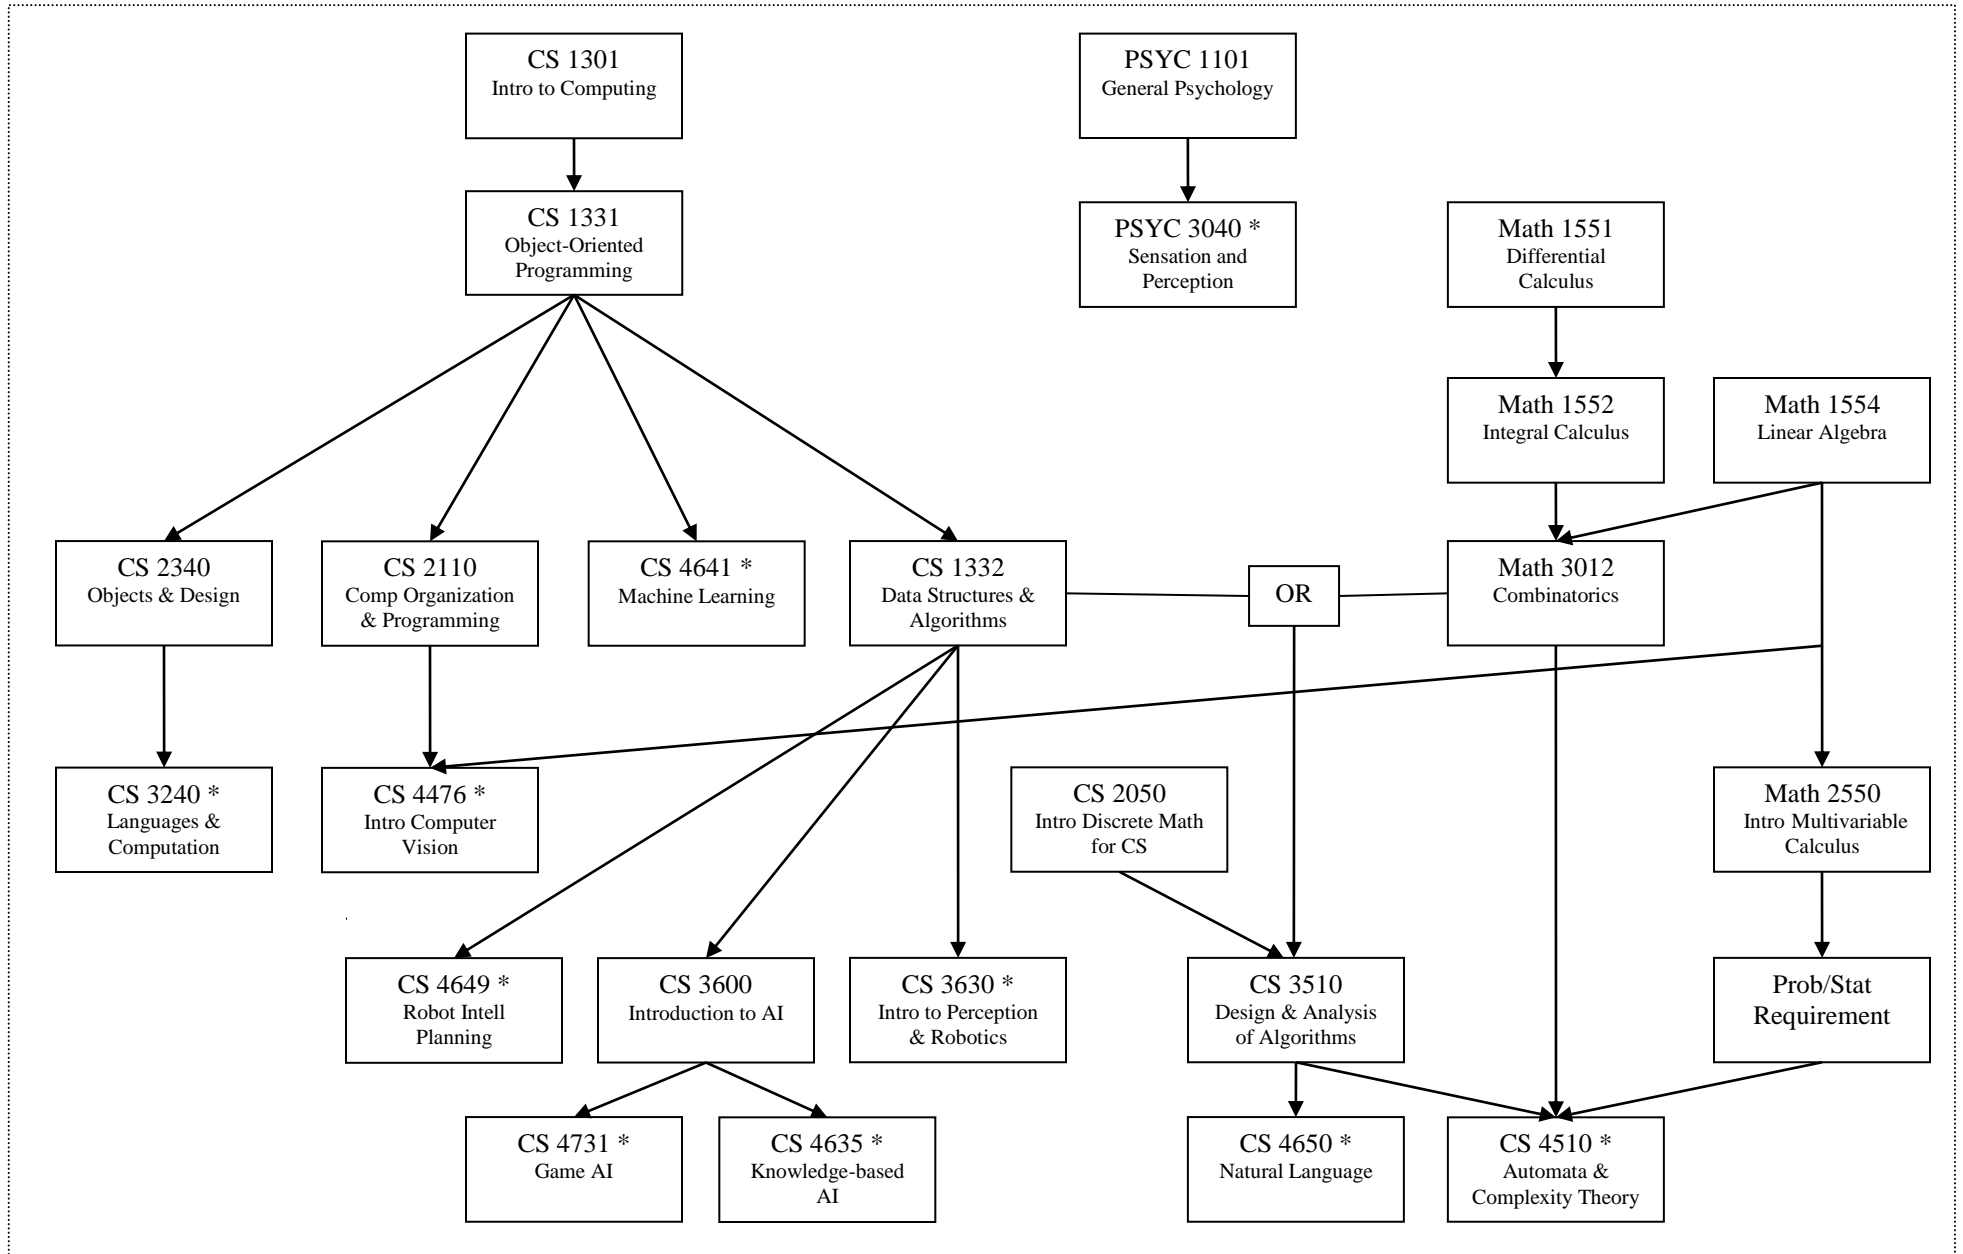 CS 1301
Intro to Computing
PSYC 1101
General Psychology
CS 1331
Object-Oriented
Programming
PSYC 3040 *
Sensation and
Perception
Math 1551
Differential
Calculus
Math 1552
Integral Calculus
Math 1554
Linear Algebra
CS 2340
Objects & Design
CS 2110
Comp Organization
& Programming
CS 4641 *
Machine Learning
CS 1332
Data Structures &
Algorithms
OR
Math 3012
Combinatorics
CS 3240 *
Languages &
Computation
CS 4476 *
Intro Computer
Vision
CS 2050
Intro Discrete Math
for CS
Math 2550
Intro Multivariable
Calculus
CS 4649 *
Robot Intell
Planning
CS 3600
Introduction to AI
CS 3630 *
Intro to Perception
& Robotics
CS 3510
Design & Analysis
of Algorithms
Prob/Stat
Requirement
CS 4731 *
Game AI
CS 4635 *
Knowledge-based
AI
CS 4650 *
Natural Language
CS 4510 *
Automata &
Complexity Theory